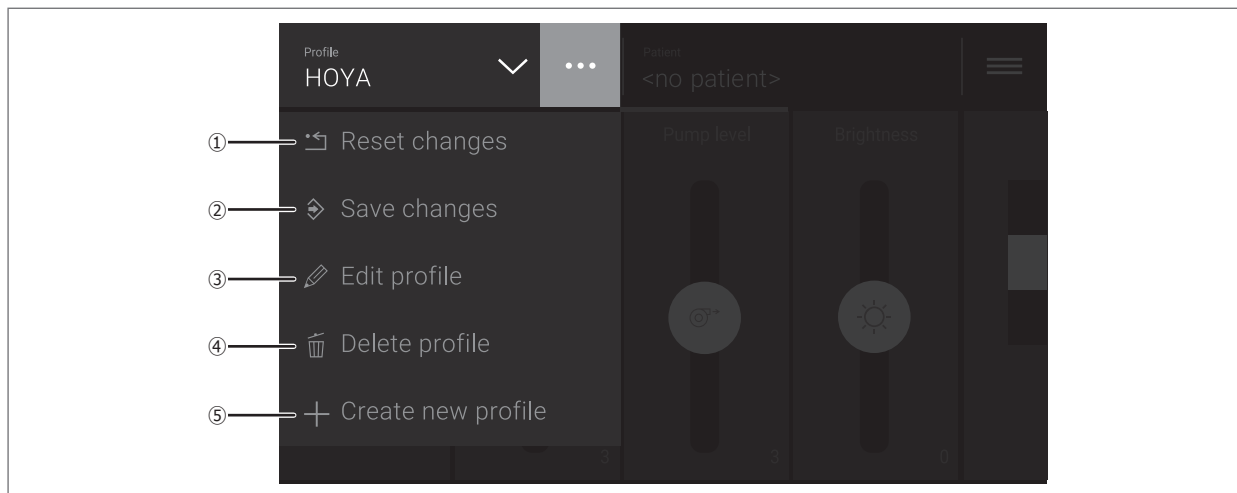 Profile
HOYA
Patient
<no patient>
① Reset changes
Pump level
Brightness
② Save changes
③ Edit profile
④ Delete profile
⑤ Create new profile
3
3
0